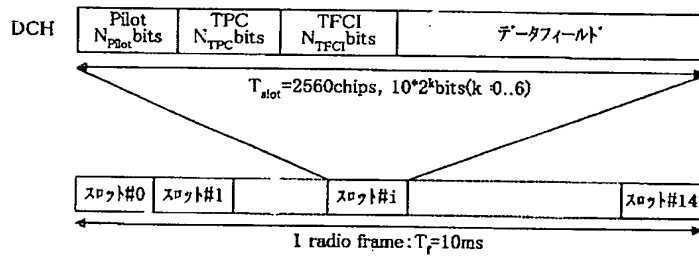 DCH
Pilot
N_Pilot bits
TPC
N_TPC bits
TFCI
N_TFCI bits
データフィールド
T_slot=2560chips, 10*2^k bits(k :0..6)
スロット#0
スロット#1
スロット#i
スロット#14
1 radio frame: T_f=10ms